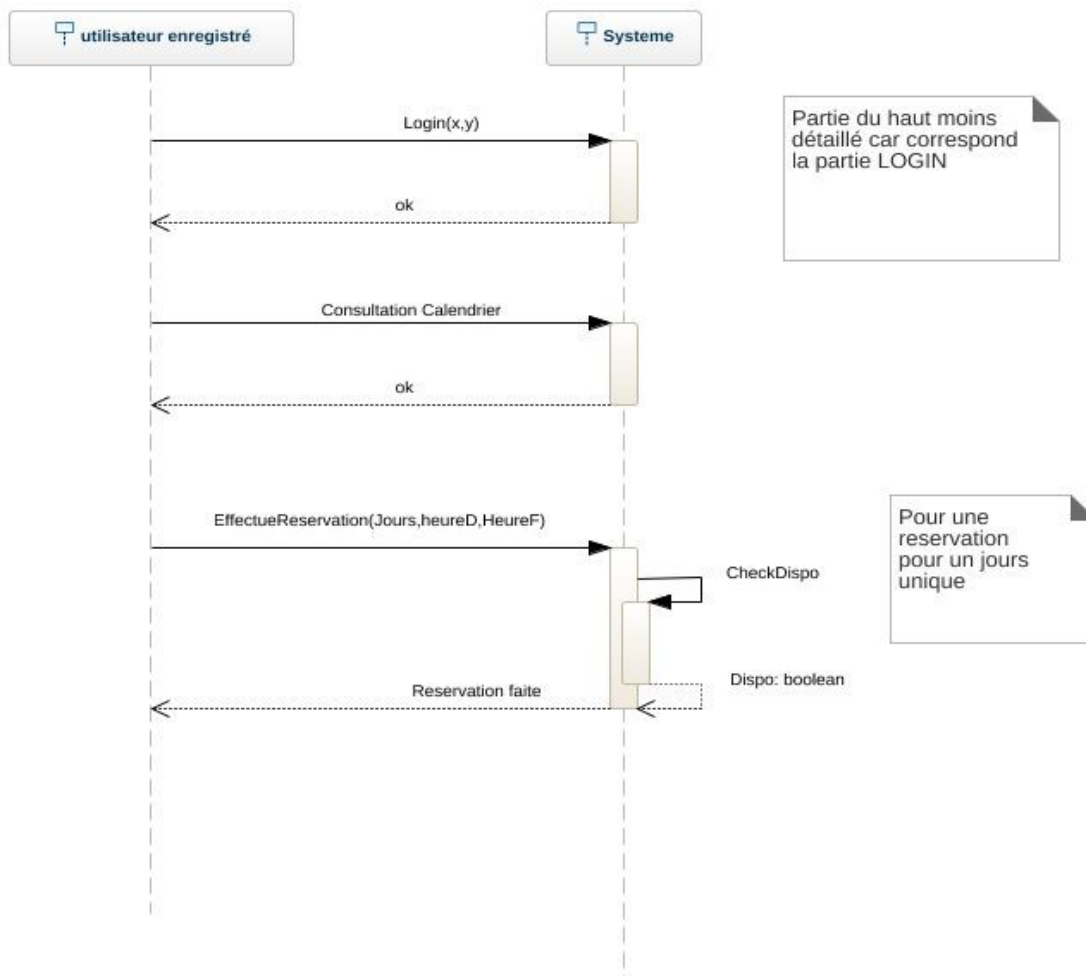 utilisateur enregistré
Systeme
Login(x,y)
Partie du haut moins
détaillé car correspond
la partie LOGIN
ok
Consultation Calendrier
ok
EffectueReservation(Jours,heureD,HeureF)
Pour une
reservation
pour un jours
unique
CheckDispo
Dispo: boolean
Reservation faite